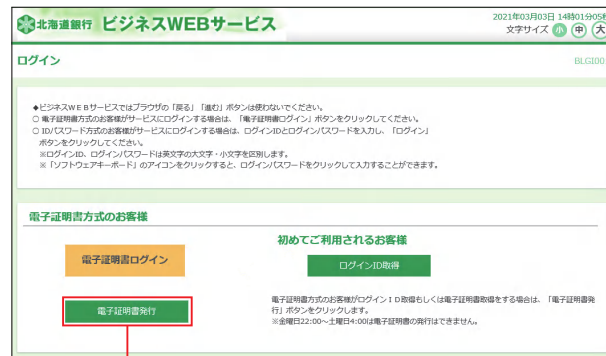 北海道銀行 ビジネスWEBサービス
2021年03月03日 14時01分05秒
文字サイズ 小 中 大
ログイン
BLGI00
◆ビジネスWEBサービスではブラウザの「戻る」「進む」ボタンは使わないでください。
○ 電子証明書方式のお客様がサービスにログインする場合は、「電子証明書ログイン」ボタンをクリックしてください。
○ ID/パスワード方式のお客様がサービスにログインする場合は、ログインIDとログインパスワードを入力し、「ログイン」
ボタンをクリックしてください。
※ログインID、ログインパスワードは英文字の大文字・小文字を区別します。
※「ソフトウェアキーボード」のアイコンをクリックすると、ログインパスワードをクリックして入力することができます。
電子証明書方式のお客様
初めてご利用されるお客様
電子証明書ログイン
ログインID取得
電子証明書発行
電子証明書方式のお客様がログインID取得もしくは電子証明書取得をする場合は、「電子証明書発
行」ボタンをクリックします。
※金曜日22:00~土曜日4:00は電子証明書の発行はできません。